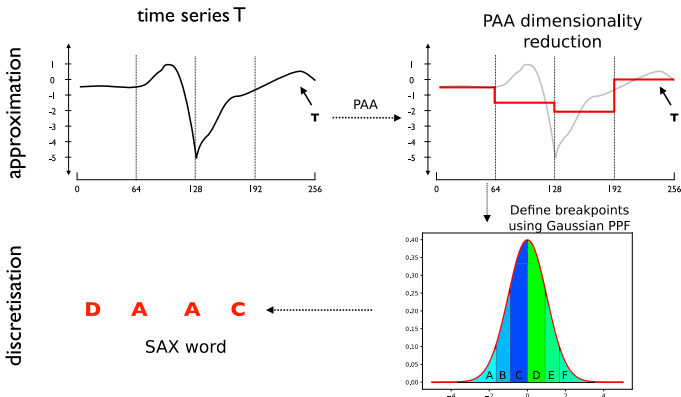 time series T
PAA dimensionality
reduction
approximation
1
0
-1
-2
-3
-4
-5
0
64
128
192
256
T
PAA
1
0
-1
-2
-3
-4
-5
0
64
128
192
256
T
Define breakpoints
using Gaussian PPF
discretisation
D A A C
SAX word
0.40
0.35
0.30
0.25
0.20
0.15
0.10
0.05
0.00
A B C D E F
−4
−2
0
2
4